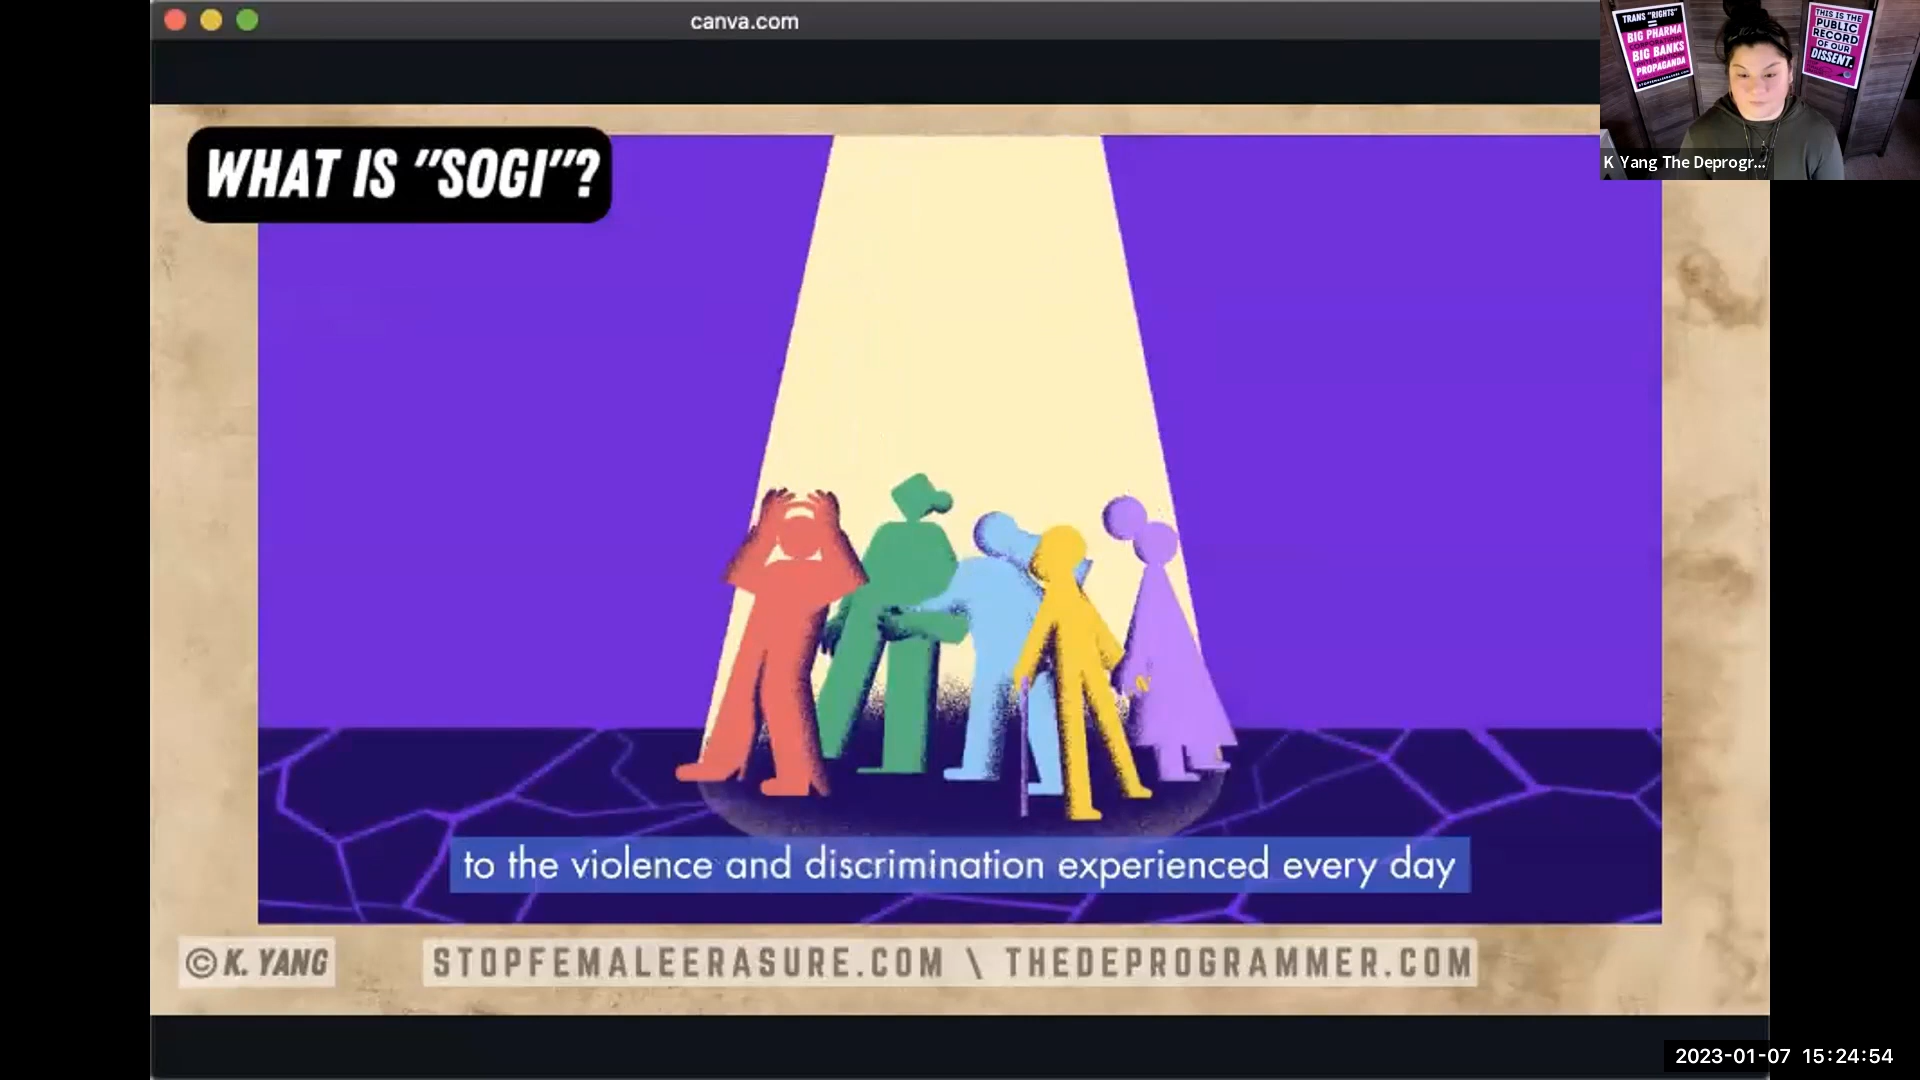 canva.com
WHAT IS "SOGI"?
TRANS "RIGHTS"
=
BIG PHARMA
BIG BANKS
PROPAGANDA
THIS IS THE
PUBLIC
RECORD
OF OUR
DISSENT.
K Yang The Deprogr...
to the violence and discrimination experienced every day
© K. YANG
STOPFEMALEERASURE.COM \ THEDEPROGRAMMER.COM
2023-01-07 15:24:54